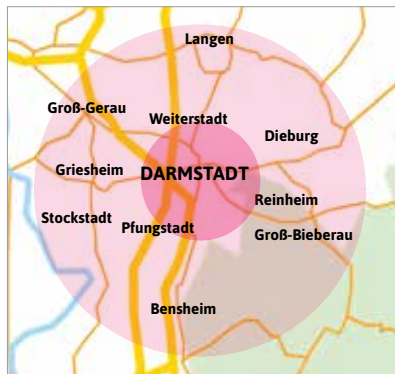 Langen
Groß-Gerau
Weiterstadt
Dieburg
Griesheim
DARMSTADT
Reinheim
Stockstadt
Pfungstadt
Groß-Bieberau
Bensheim